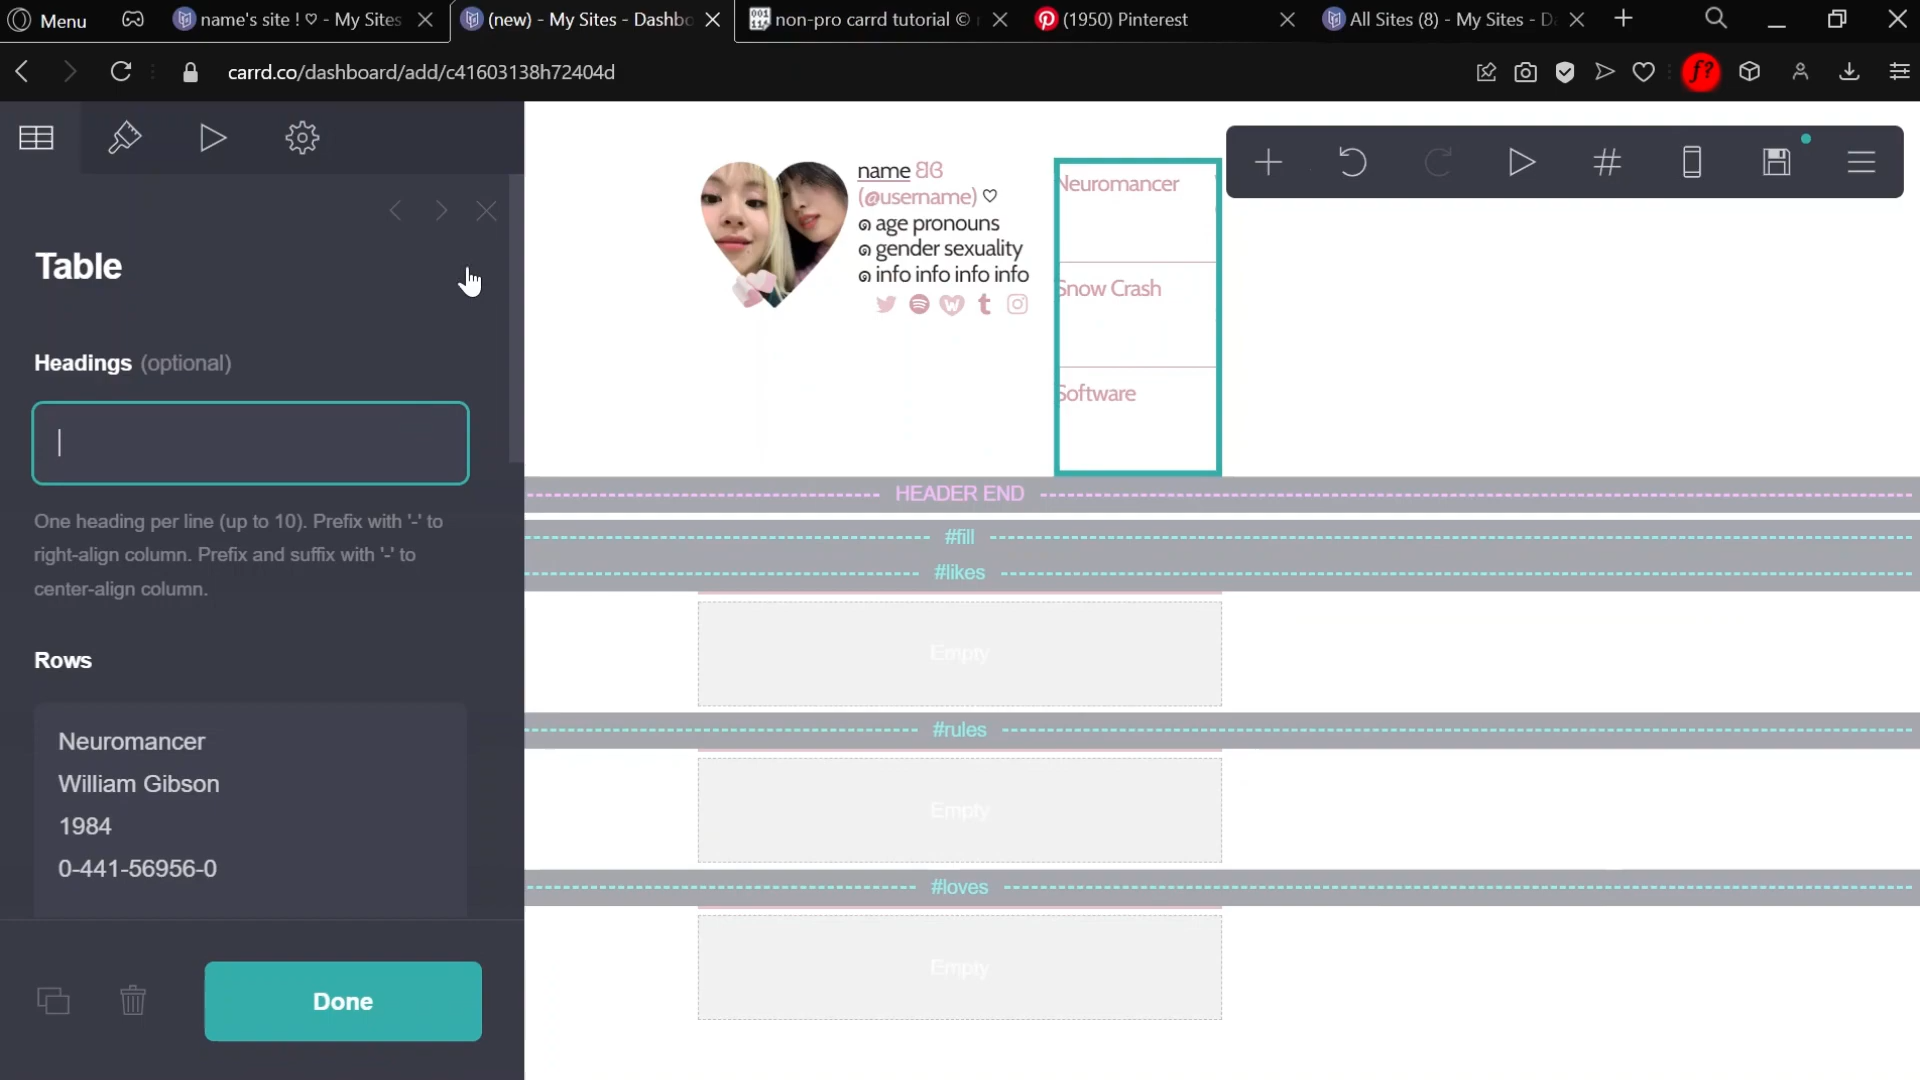 Menu
name's site ! ♡ - My Sites
(new) - My Sites - Dashbo
non-pro carrd tutorial ©
(1950) Pinterest
All Sites (8) - My Sites - D
carrd.co/dashboard/add/c41603138h72404d
Table
Headings (optional)
One heading per line (up to 10). Prefix with '-' to
right-align column. Prefix and suffix with '-' to
center-align column.
Rows
Neuromancer
William Gibson
1984
0-441-56956-0
Done
name
(@username) ♡
age pronouns
gender sexuality
info info info info
Neuromancer
Snow Crash
Software
HEADER END
#fill
#likes
Empty
#rules
Empty
#loves
Empty